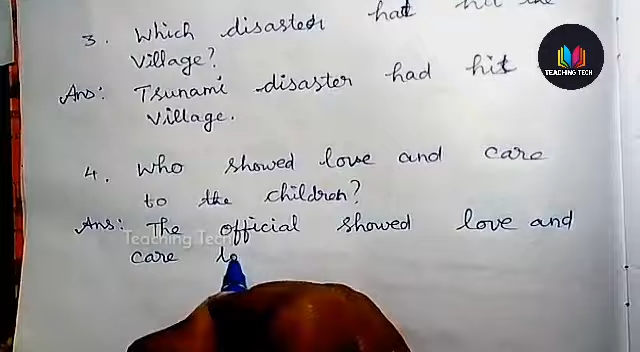 3. Which disaster had hit the
village?
TEACHING TECH
Ans: Tsunami disaster had hit
village.
4. Who showed love and care
to the children?
Ans: The official showed love and
Teaching Tech
care to